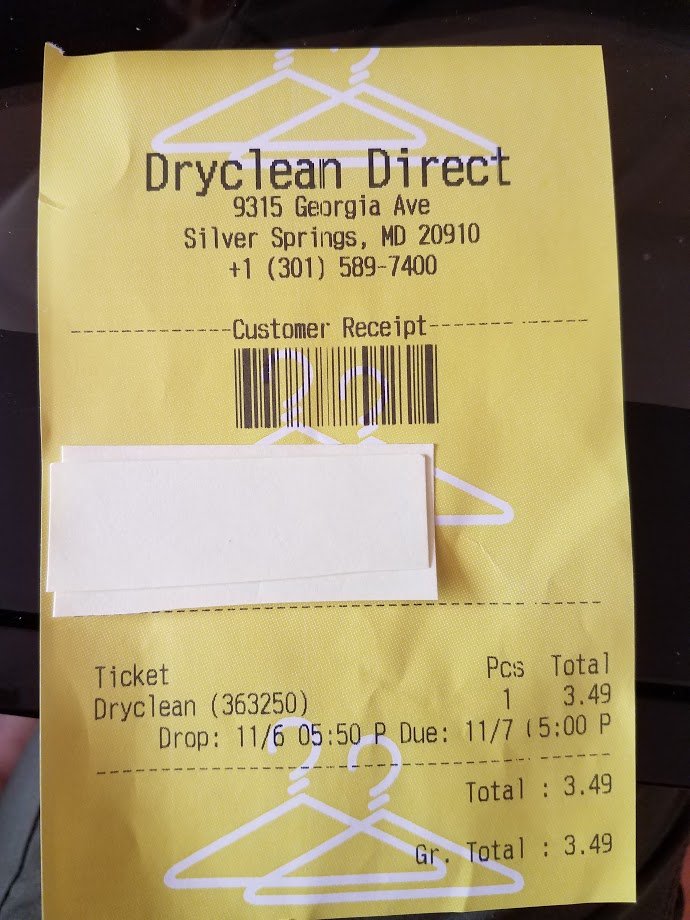 Dryclean Direct
9315 Georgia Ave
Silver Springs, MD 20910
+1 (301) 589-7400
------------------Customer Receipt------------------
Ticket Pcs Total
Dryclean (363250) 1 3.49
Drop: 11/6 05:50 P Due: 11/7 (5:00 P
Total : 3.49
Gr. Total : 3.49